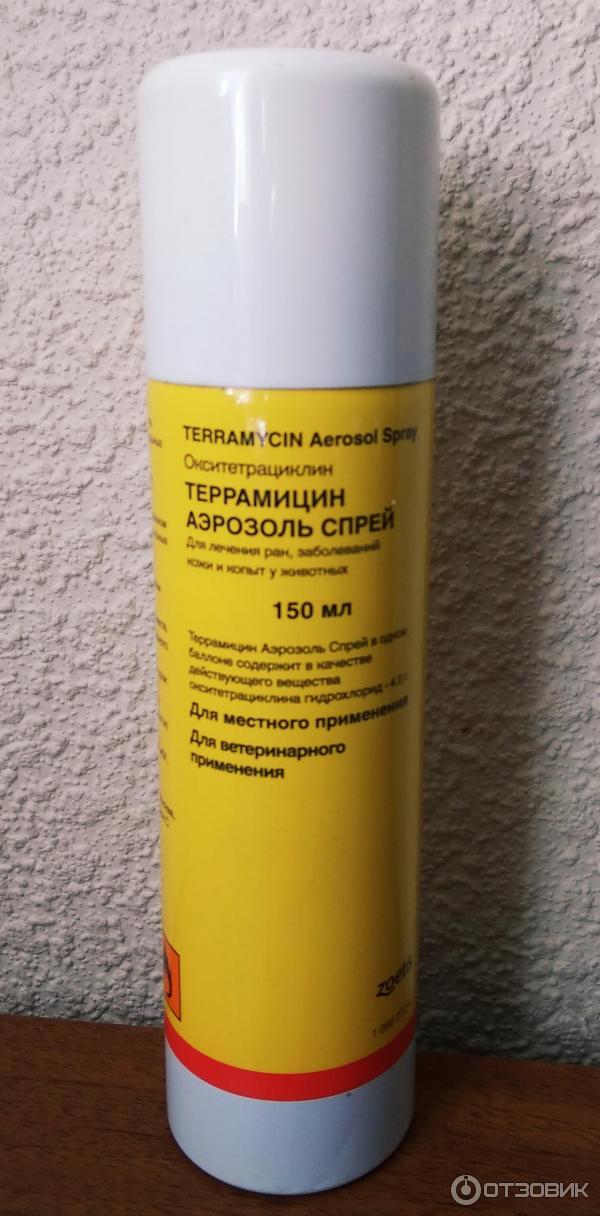 TERRAMYCIN Aerosol Spray
Окситетрациклин
ТЕРРАМИЦИН
АЭРОЗОЛЬ СПРЕЙ
Для лечения ран, заболеваний
кожи и копыт у животных
150 мл
Террамицин Аэрозоль Спрей в одном
баллоне содержит в качестве
действующего вещества
окситетрациклина гидрохлорид - 4.0 г.
Для местного применения
Для ветеринарного
применения
zoetis
ОТЗОВИК